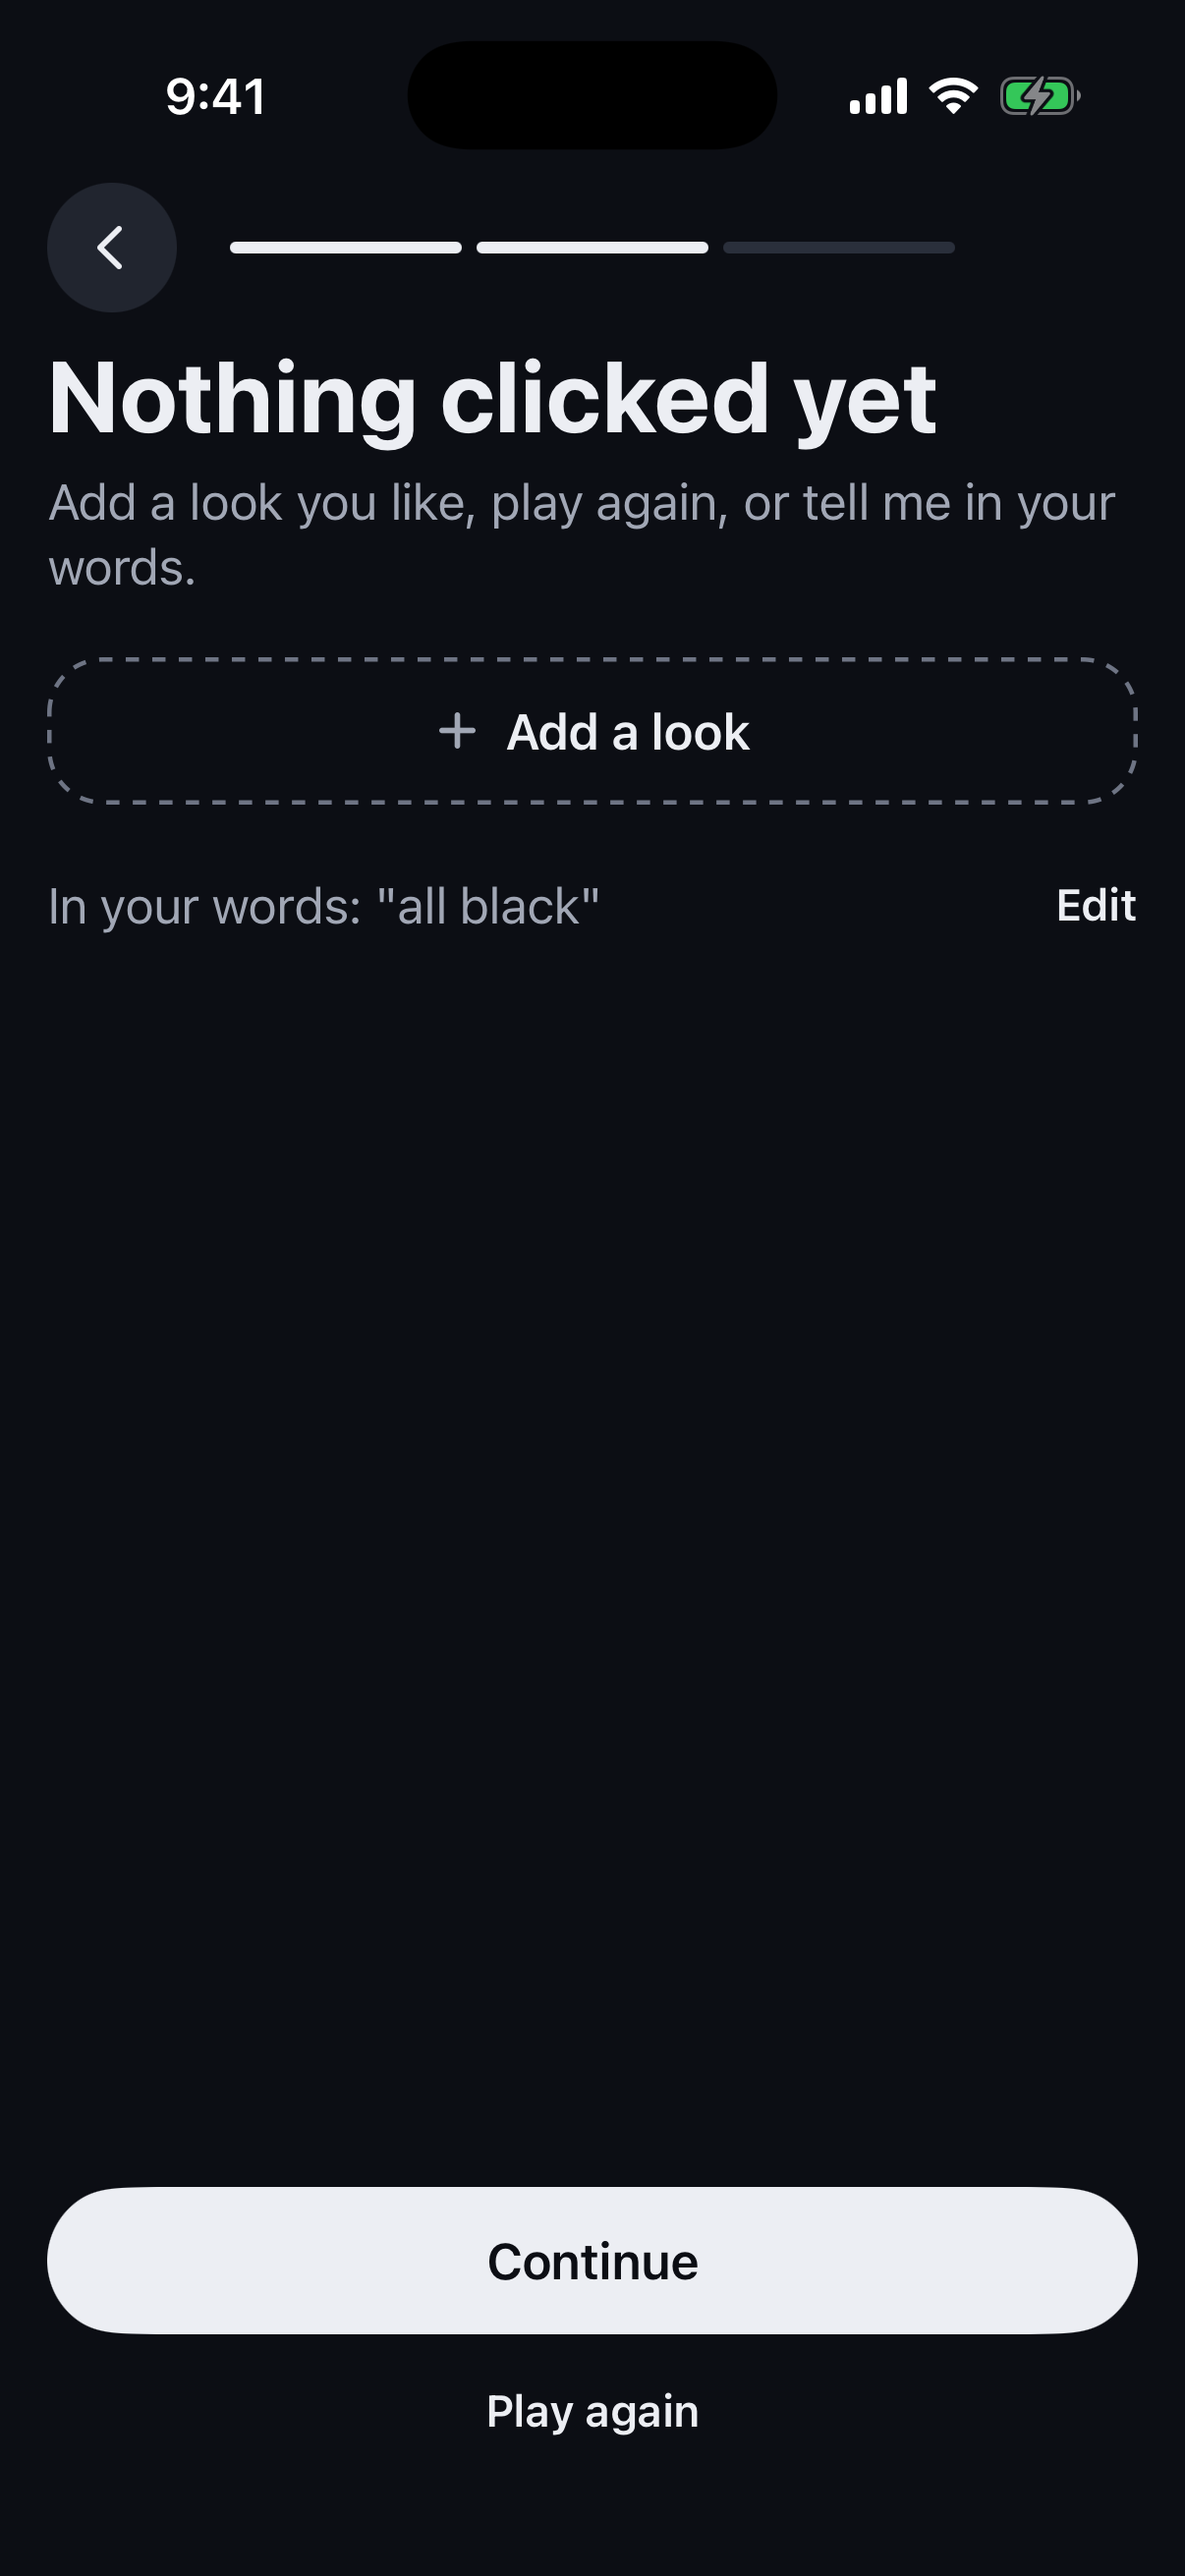 9:41
Nothing clicked yet
Add a look you like, play again, or tell me in your
words.
Add a look
In your words: "all black"
Edit
Continue
Play again